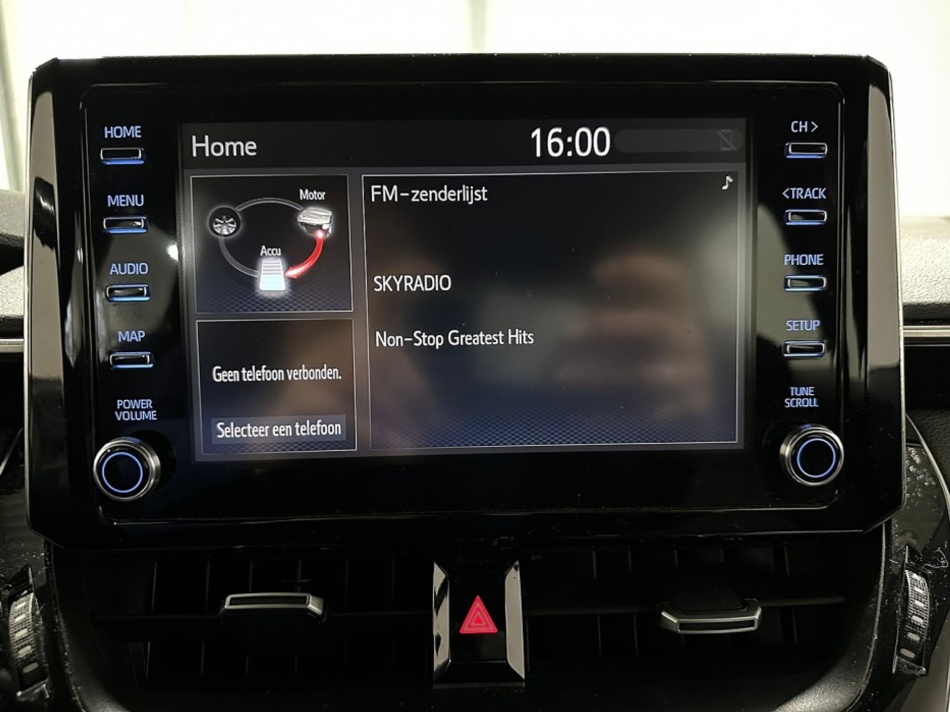 HOME
MENU
AUDIO
MAP
POWER
VOLUME
Home
16:00
Motor
Accu
Geen telefoon verbonden.
Selecteer een telefoon
FM-zenderlijst
SKYRADIO
Non-Stop Greatest Hits
CH >
< TRACK
PHONE
SETUP
TUNE
SCROLL